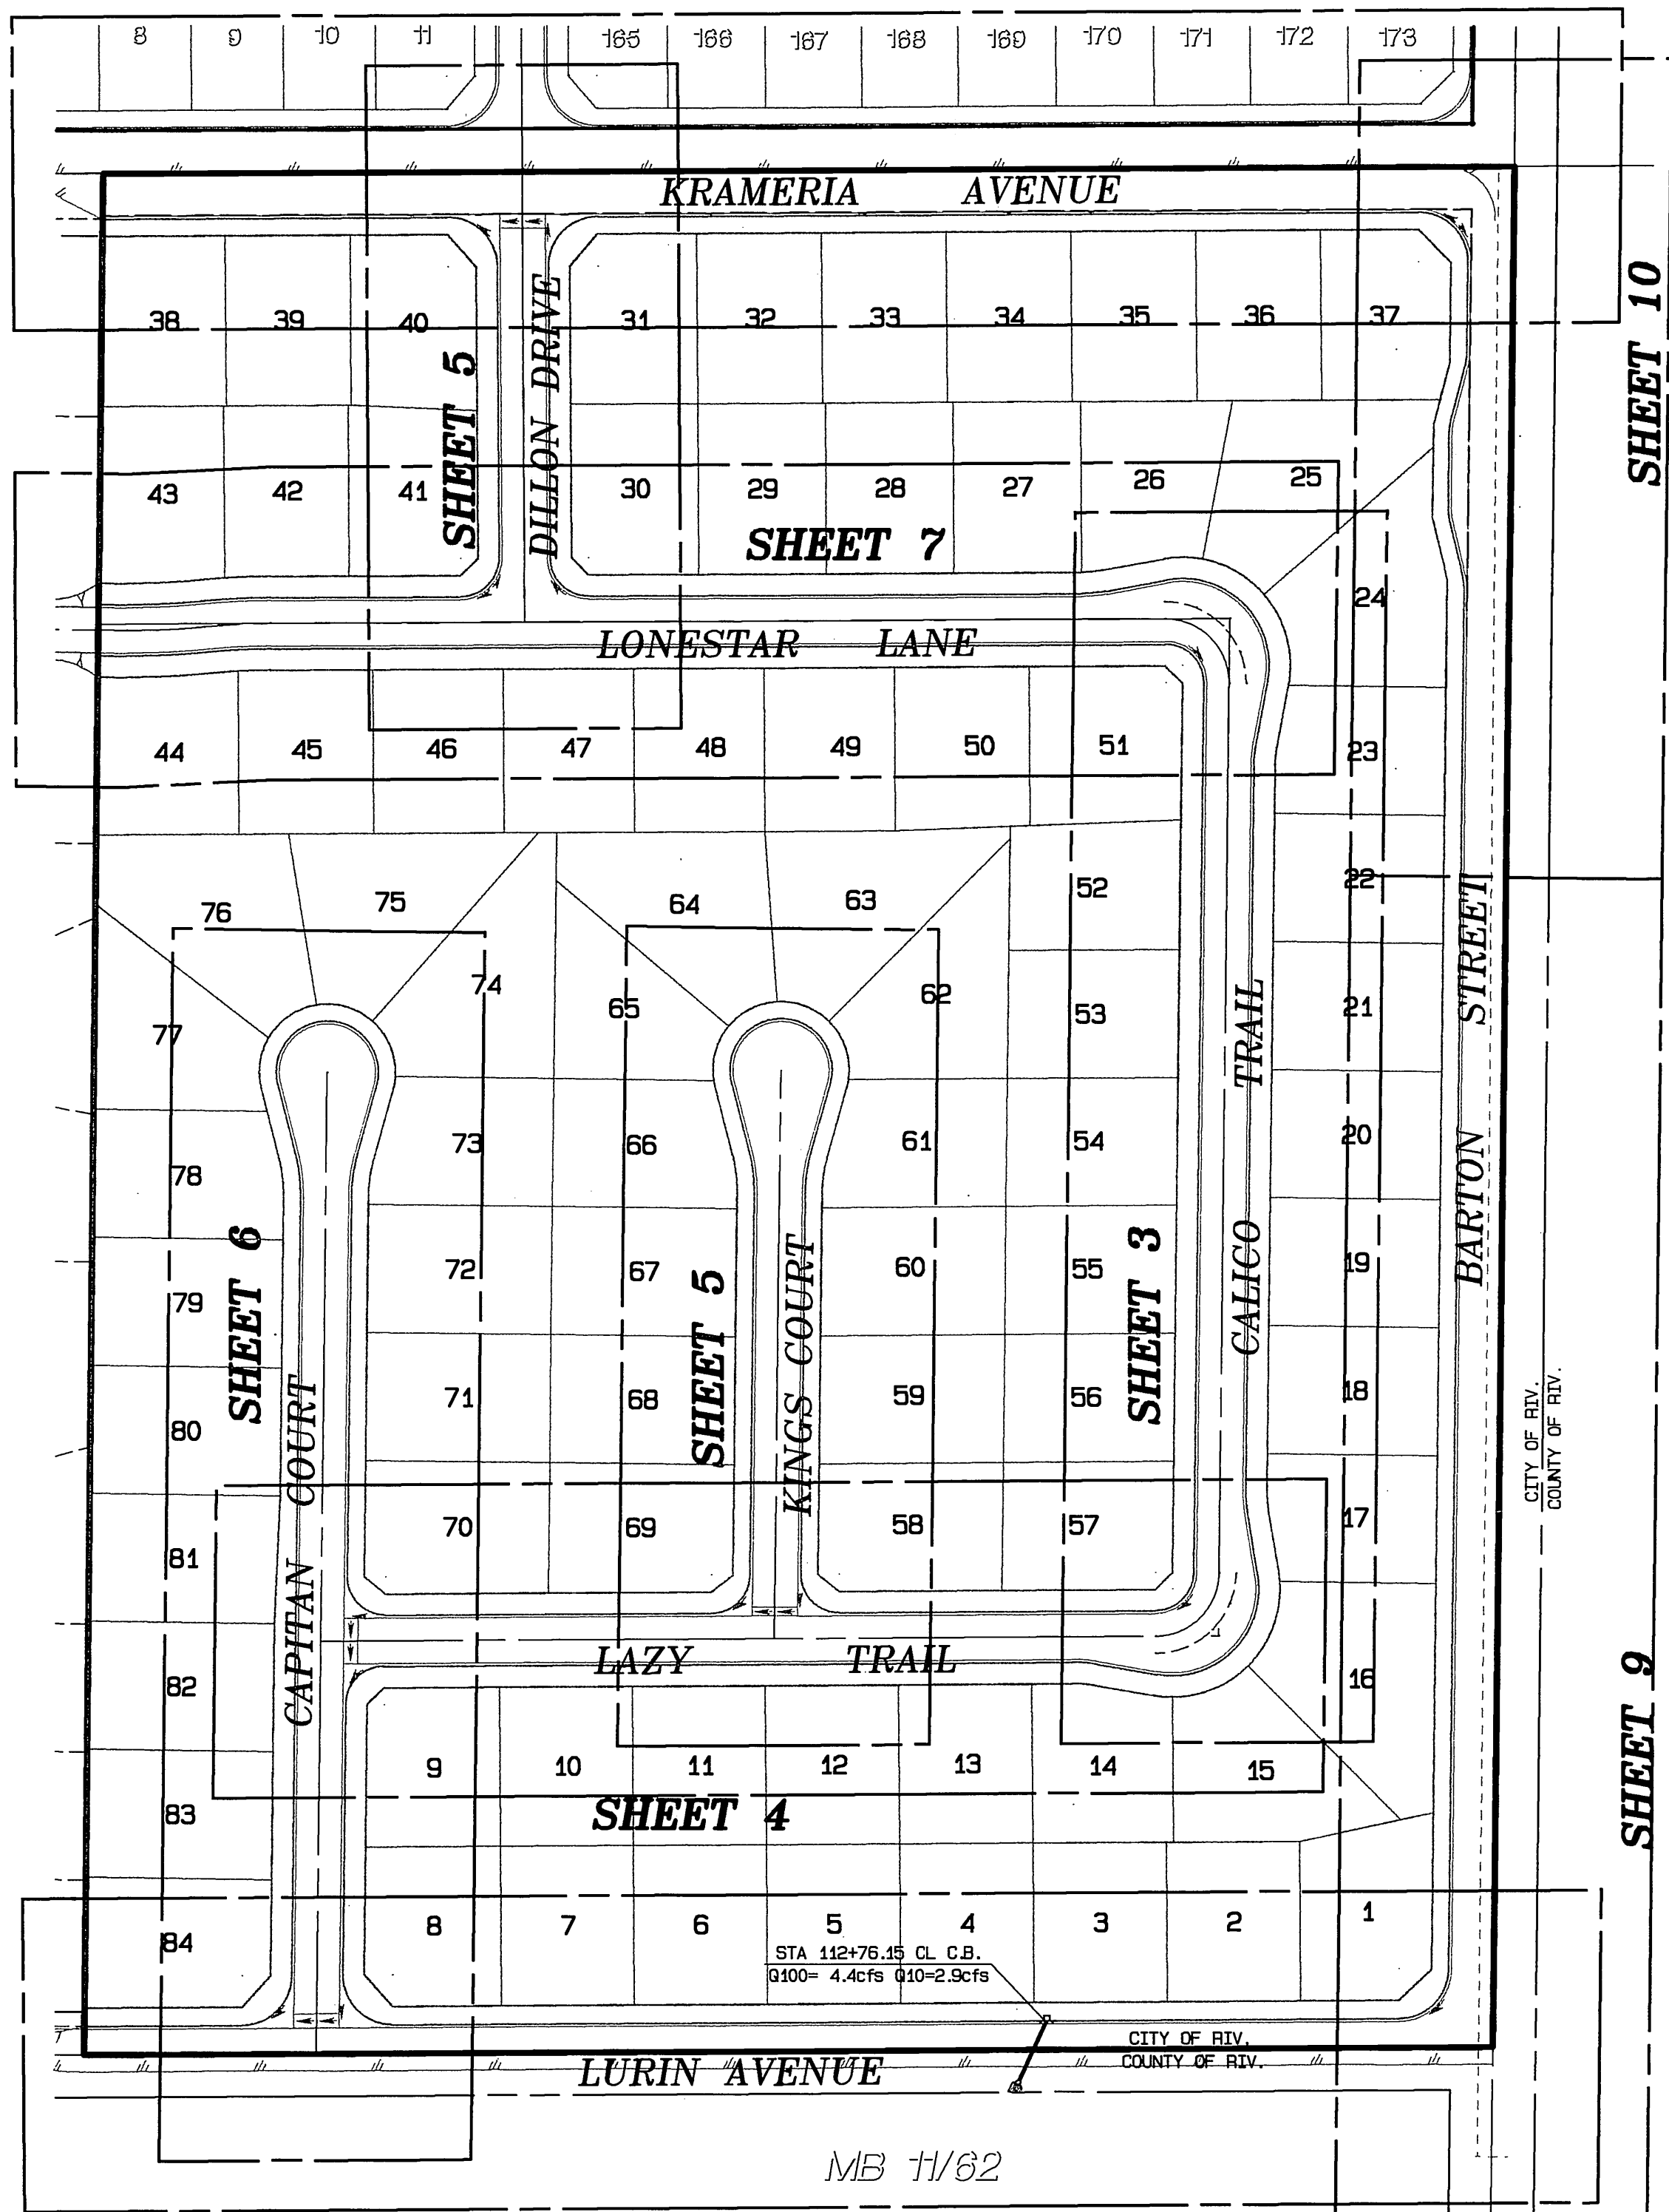 8 9 10 11 165 166 167 168 169 170 171 172 173
KRAMERIA AVENUE
SHEET 10
38 39 40 31 32 33 34 35 36 37
SHEET 5
DILLON DRIVE
43 42 41 30 29 28 27 26 25
SHEET 7
24
LONESTAR LANE
44 45 46 47 48 49 50 51 23
76 75 64 63 52 22
77 74 65 62 53 21
BARTON STREET
CALICO TRAIL
78 73 66 61 54 20
SHEET 6
SHEET 5
SHEET 3
79 72 67 60 55 19
KINGS COURT
CAPITAN COURT
80 71 68 59 56 18
CITY OF RIV.
COUNTY OF RIV.
81 70 69 58 57 17
LAZY TRAIL
82 16
SHEET 9
9 10 11 12 13 14 15
83
SHEET 4
84 8 7 6 5 4 3 2 1
STA 112+76.15 CL C.B.
Q100= 4.4cfs Q10=2.9cfs
CITY OF RIV.
COUNTY OF RIV.
LURIN AVENUE
MB 11/62